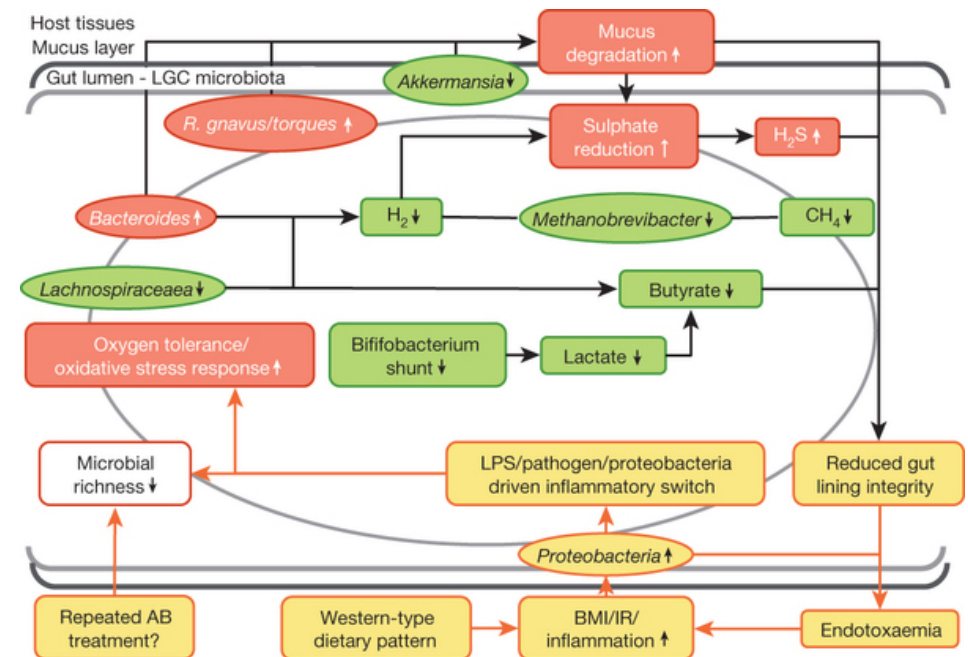 Host tissues
Mucus layer
Gut lumen - LGC microbiota
Mucus
degradation ↑
Akkermansia ↓
R. gnavus/torques ↑
Sulphate
reduction ↑
H₂S ↑
Bacteroides ↑
H₂ ↓
Methanobrevibacter ↓
CH₄ ↓
Lachnospiraceaea ↓
Butyrate ↓
Oxygen tolerance/
oxidative stress response ↑
Bififobacterium
shunt ↓
Lactate ↓
Microbial
richness ↓
LPS/pathogen/proteobacteria
driven inflammatory switch
Reduced gut
lining integrity
Proteobacteria ↑
Repeated AB
treatment?
Western-type
dietary pattern
BMI/IR/
inflammation ↑
Endotoxaemia